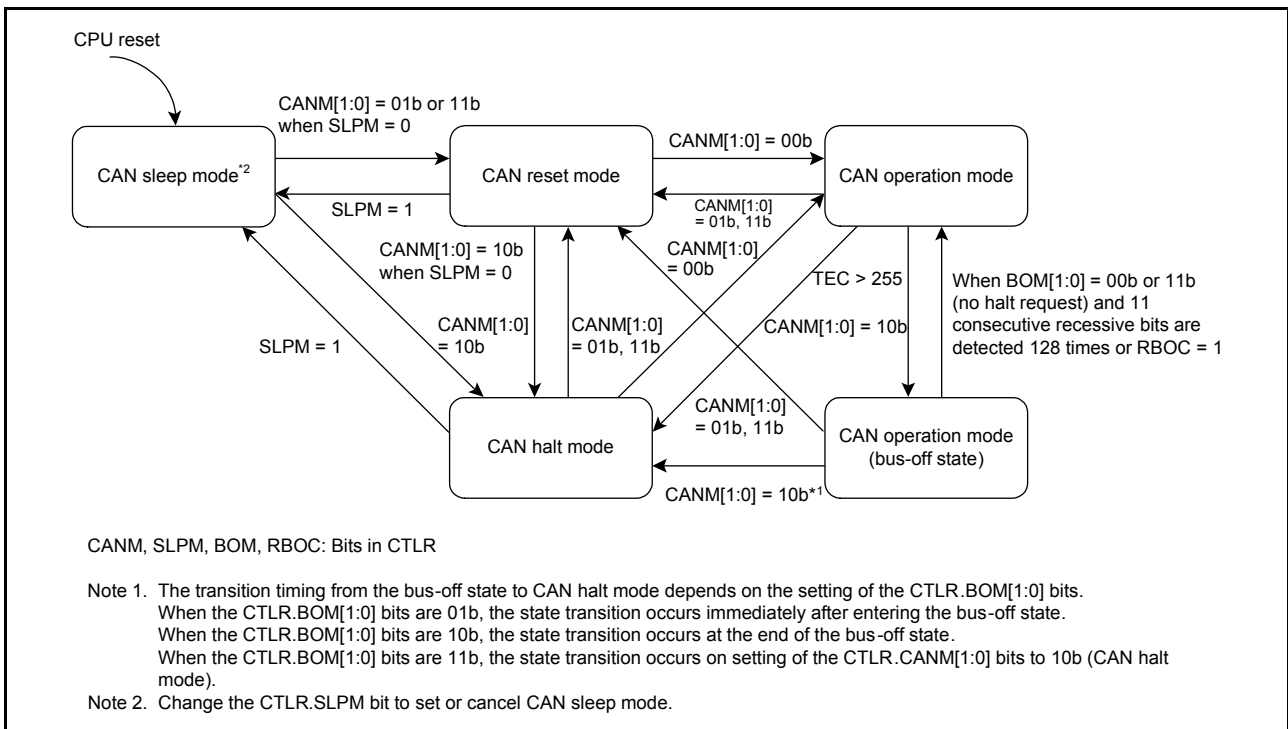 CPU reset
CANM[1:0] = 01b or 11b
when SLPM = 0
CANM[1:0] = 00b
CAN sleep mode*2
CAN reset mode
CAN operation mode
SLPM = 1
CANM[1:0]
= 01b, 11b
CANM[1:0] = 10b
when SLPM = 0
CANM[1:0]
= 00b
TEC > 255
When BOM[1:0] = 00b or 11b
(no halt request) and 11
consecutive recessive bits are
detected 128 times or RBOC = 1
SLPM = 1
CANM[1:0]
= 10b
CANM[1:0]
= 01b, 11b
CANM[1:0] = 10b
CANM[1:0]
= 01b, 11b
CAN halt mode
CAN operation mode
(bus-off state)
CANM[1:0] = 10b*1
CANM, SLPM, BOM, RBOC: Bits in CTLR
Note 1. The transition timing from the bus-off state to CAN halt mode depends on the setting of the CTLR.BOM[1:0] bits.
When the CTLR.BOM[1:0] bits are 01b, the state transition occurs immediately after entering the bus-off state.
When the CTLR.BOM[1:0] bits are 10b, the state transition occurs at the end of the bus-off state.
When the CTLR.BOM[1:0] bits are 11b, the state transition occurs on setting of the CTLR.CANM[1:0] bits to 10b (CAN halt
mode).
Note 2. Change the CTLR.SLPM bit to set or cancel CAN sleep mode.